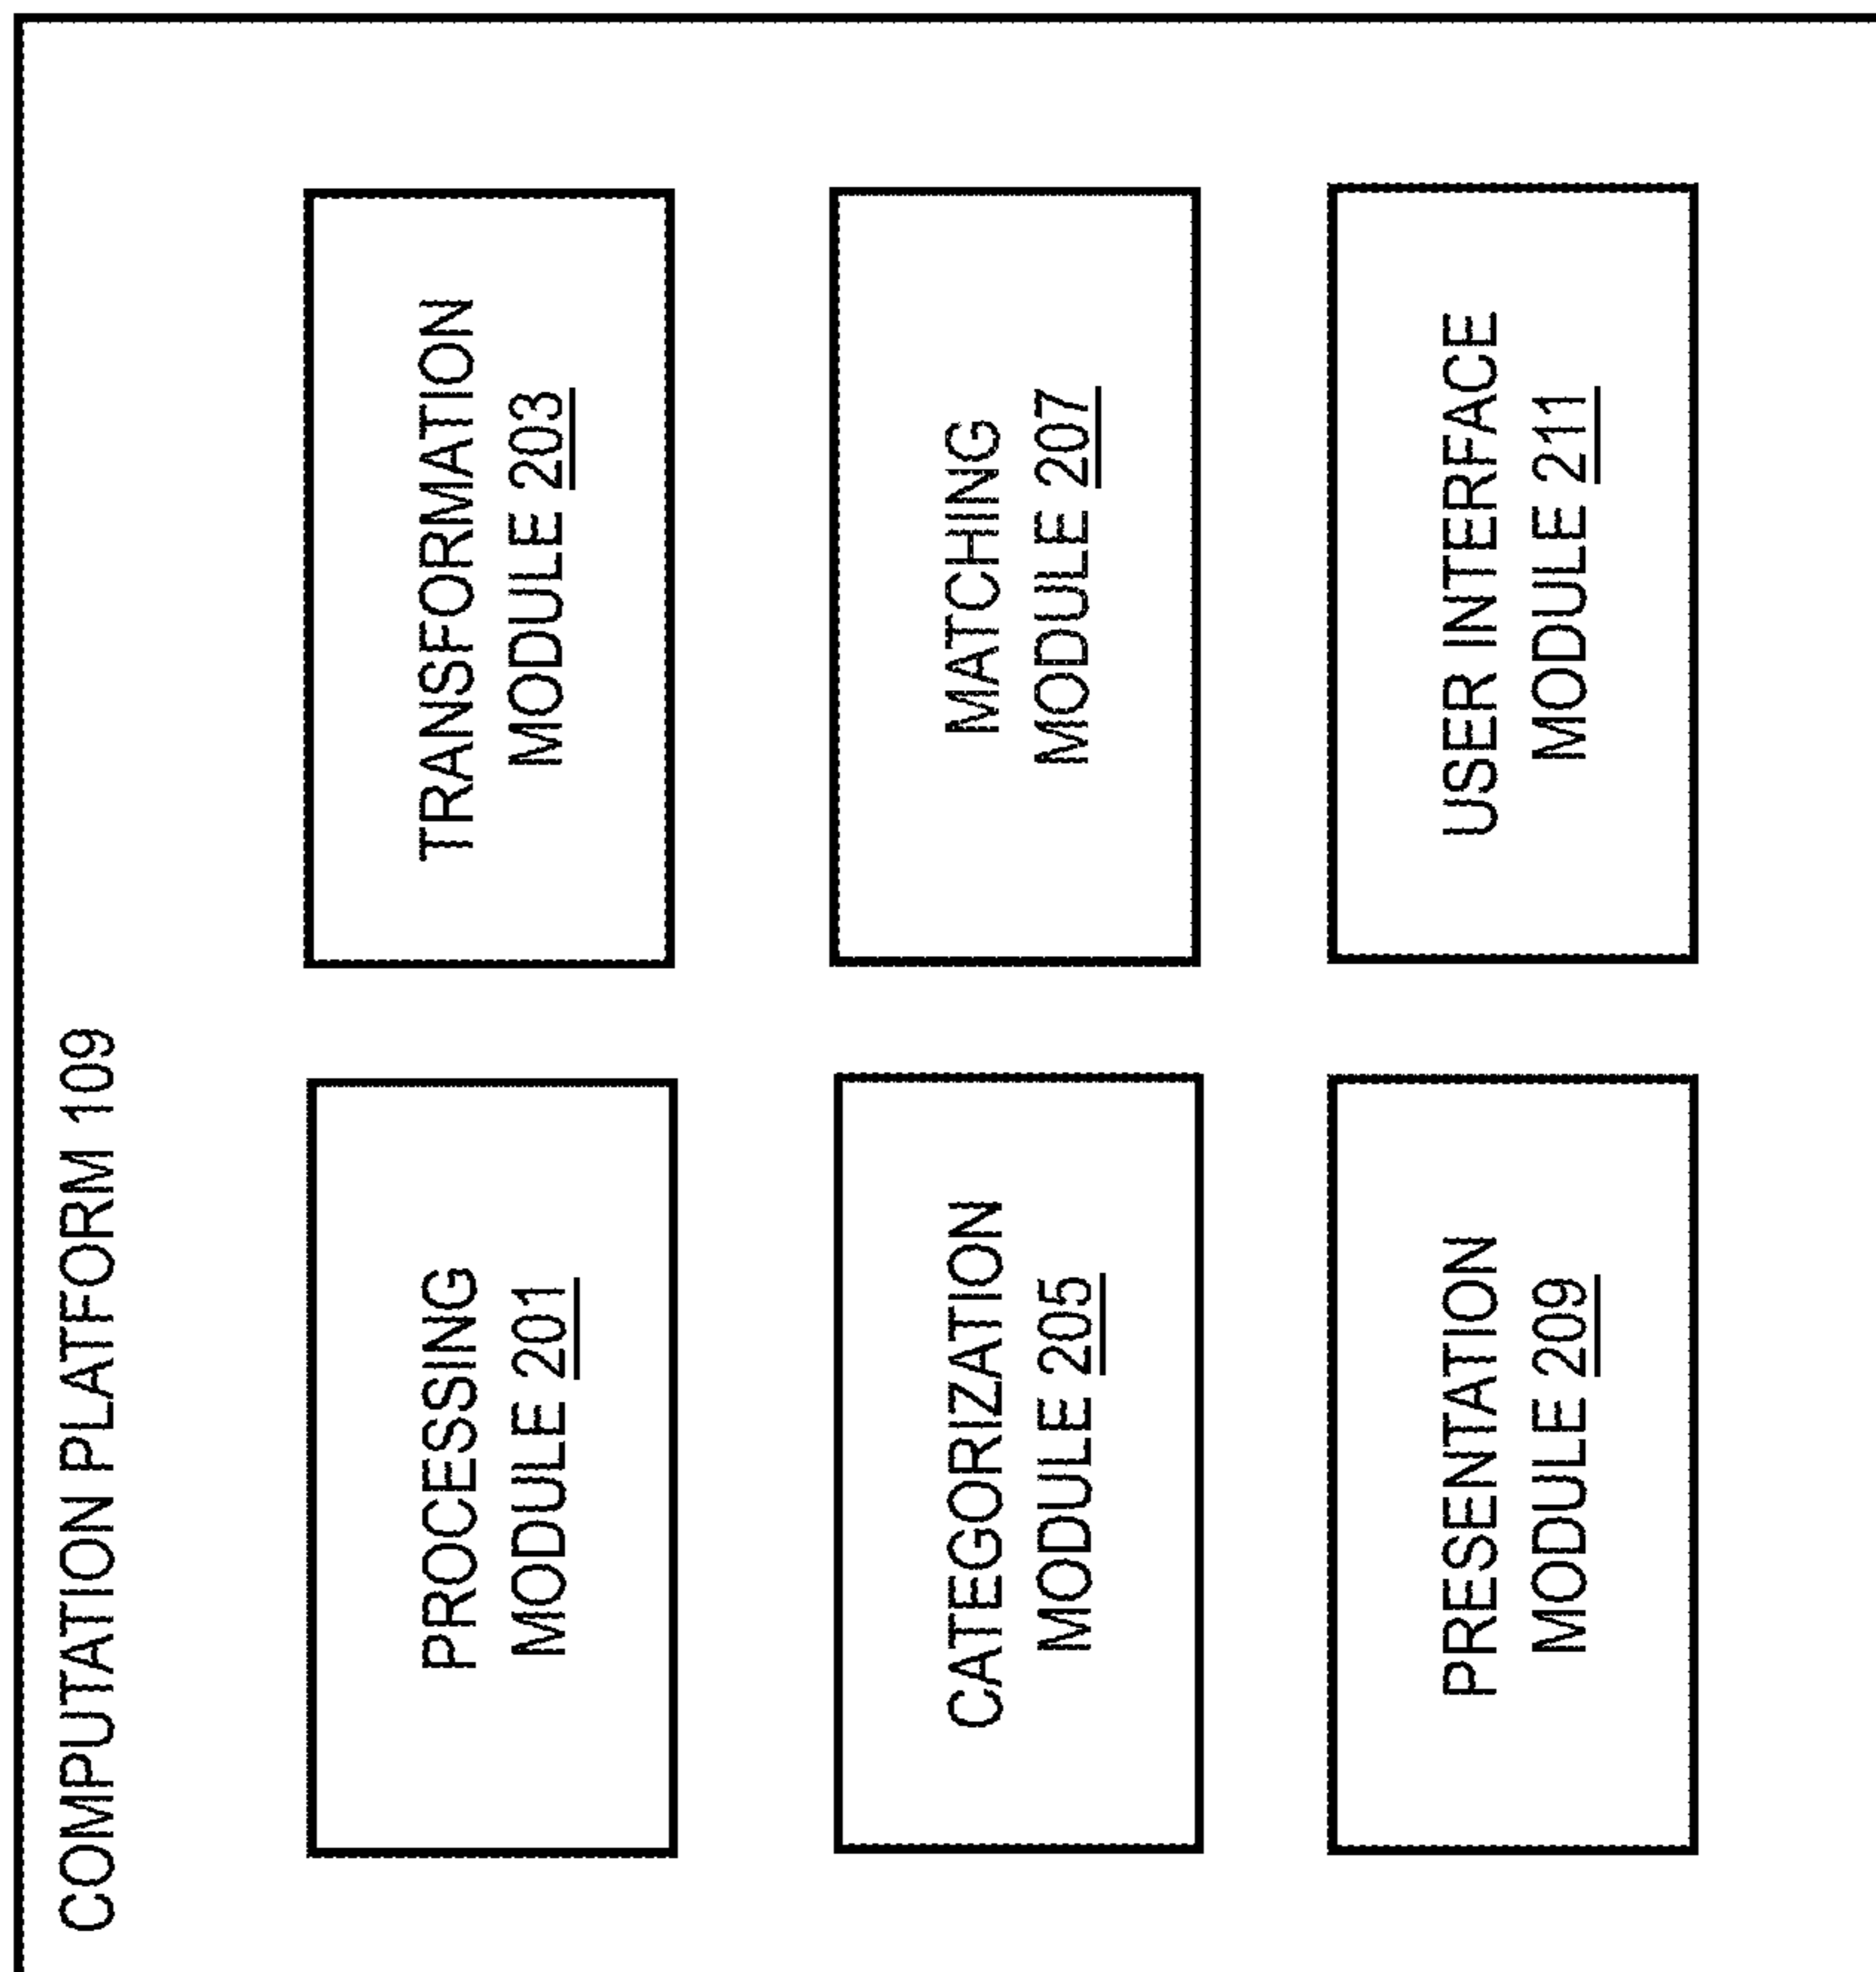 COMPUTATION PLATFORM 109
PROCESSING
MODULE 201
TRANSFORMATION
MODULE 203
CATEGORIZATION
MODULE 205
MATCHING
MODULE 207
PRESENTATION
MODULE 209
USER INTERFACE
MODULE 211